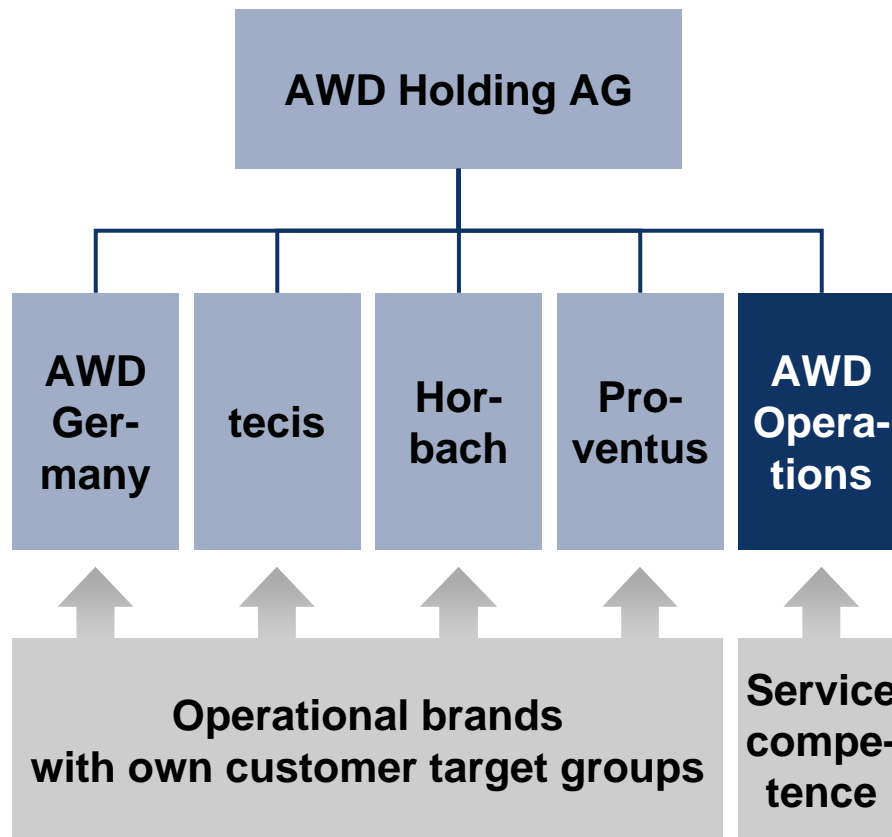 AWD Holding AG
AWD
Ger-
many
tecis
Hor-
bach
Pro-
ventus
AWD
Opera-
tions
Operational brands
with own customer target groups
Service
compe-
tence